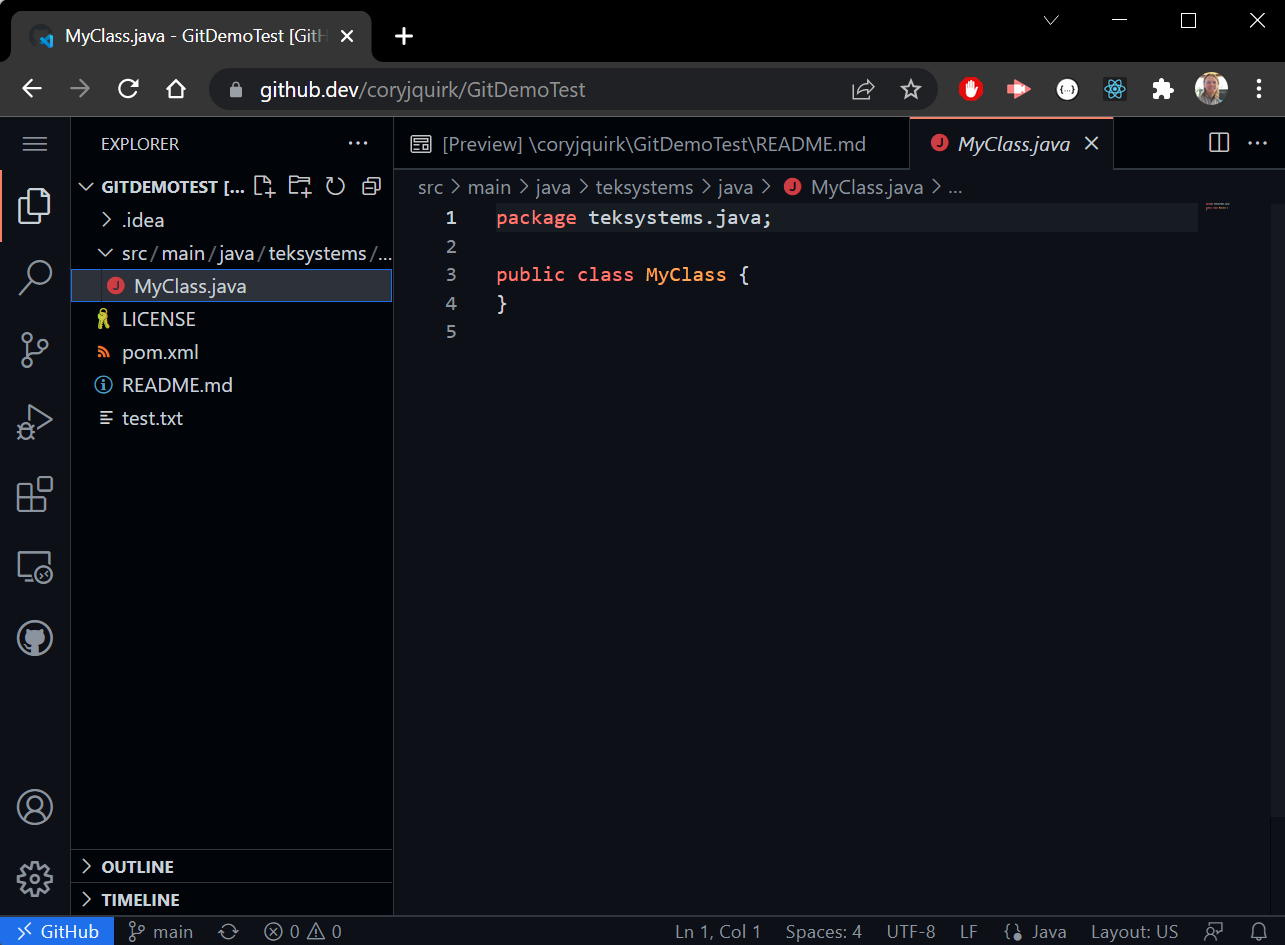 MyClass.java - GitDemoTest [GitH
github.dev/coryjquirk/GitDemoTest
EXPLORER
GITDEMOTEST [...
.idea
src/main/java/teksystems/...
MyClass.java
LICENSE
pom.xml
README.md
test.txt
OUTLINE
TIMELINE
[Preview] \coryjquirk\GitDemoTest\README.md
MyClass.java
src > main > java > teksystems > java > MyClass.java > ...
1 package teksystems.java;
2
3 public class MyClass {
4 }
5
GitHub main 0 0 Ln 1, Col 1 Spaces: 4 UTF-8 LF Java Layout: US